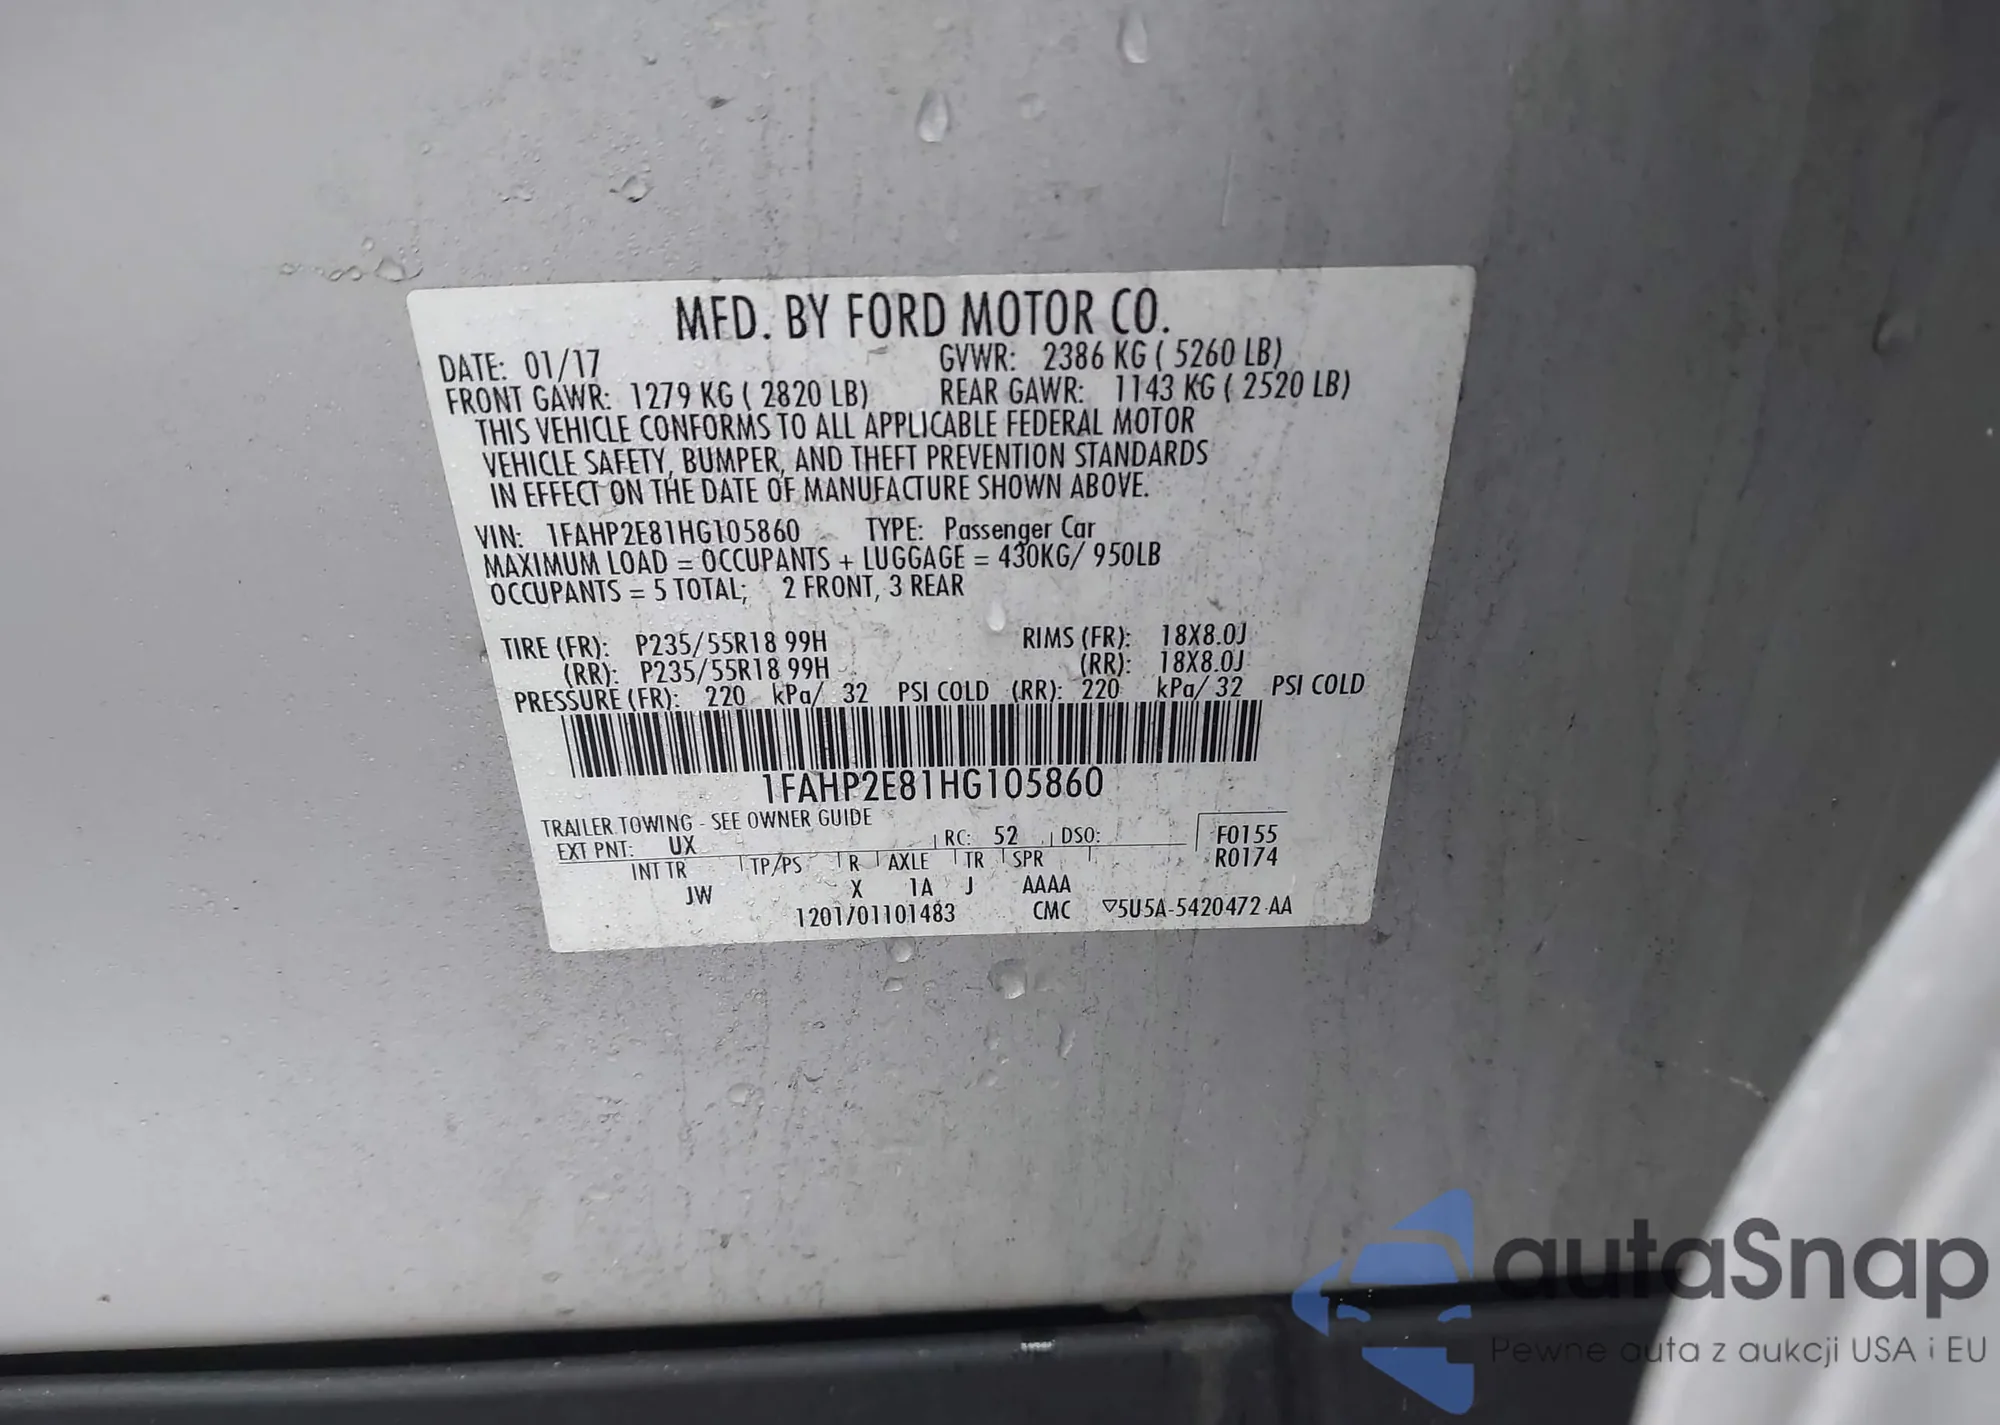 MFD. BY FORD MOTOR CO.
DATE: 01/17 GVWR: 2386 KG ( 5260 LB)
FRONT GAWR: 1279 KG ( 2820 LB) REAR GAWR: 1143 KG ( 2520 LB)
THIS VEHICLE CONFORMS TO ALL APPLICABLE FEDERAL MOTOR
VEHICLE SAFETY, BUMPER, AND THEFT PREVENTION STANDARDS
IN EFFECT ON THE DATE OF MANUFACTURE SHOWN ABOVE.
VIN: 1FAHP2E81HG105860 TYPE: Passenger Car
MAXIMUM LOAD = OCCUPANTS + LUGGAGE = 430KG/ 950LB
OCCUPANTS = 5 TOTAL; 2 FRONT, 3 REAR
TIRE (FR): P235/55R18 99H RIMS (FR): 18X8.0J
(RR): P235/55R18 99H (RR): 18X8.0J
PRESSURE (FR): 220 kPa/ 32 PSI COLD (RR): 220 kPa/ 32 PSI COLD
1FAHP2E81HG105860
TRAILER TOWING - SEE OWNER GUIDE
EXT PNT: UX RC: 52 DSO: F0155
INT TR TP/PS R AXLE TR SPR R0174
JW X 1A J AAAA
1201/01101483 CMC ▽5U5A-5420472-AA
autaSnap
Pewne auta z aukcji USA i EU